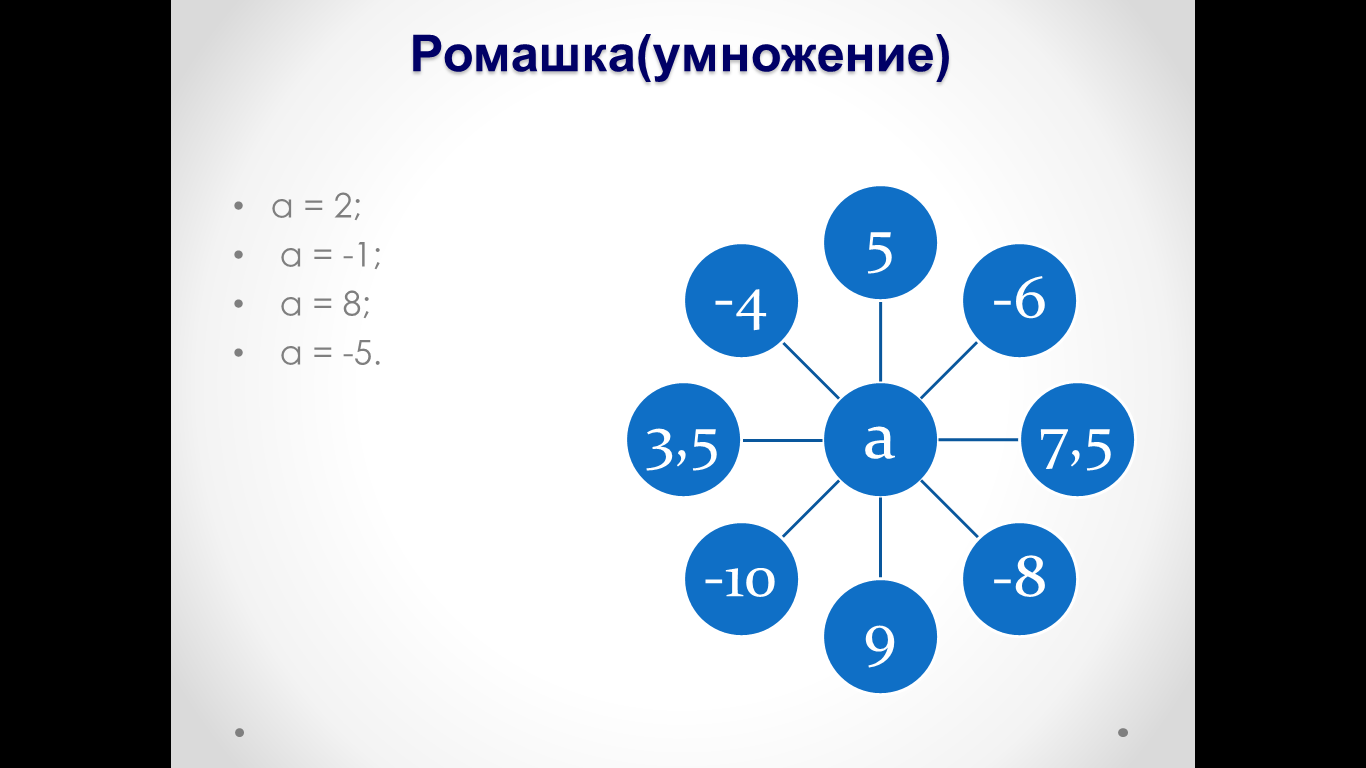 Ромашка(умножение)
• a = 2;
• a = -1;
• a = 8;
• a = -5.
5
-4
-6
3,5
а
7,5
-10
-8
9